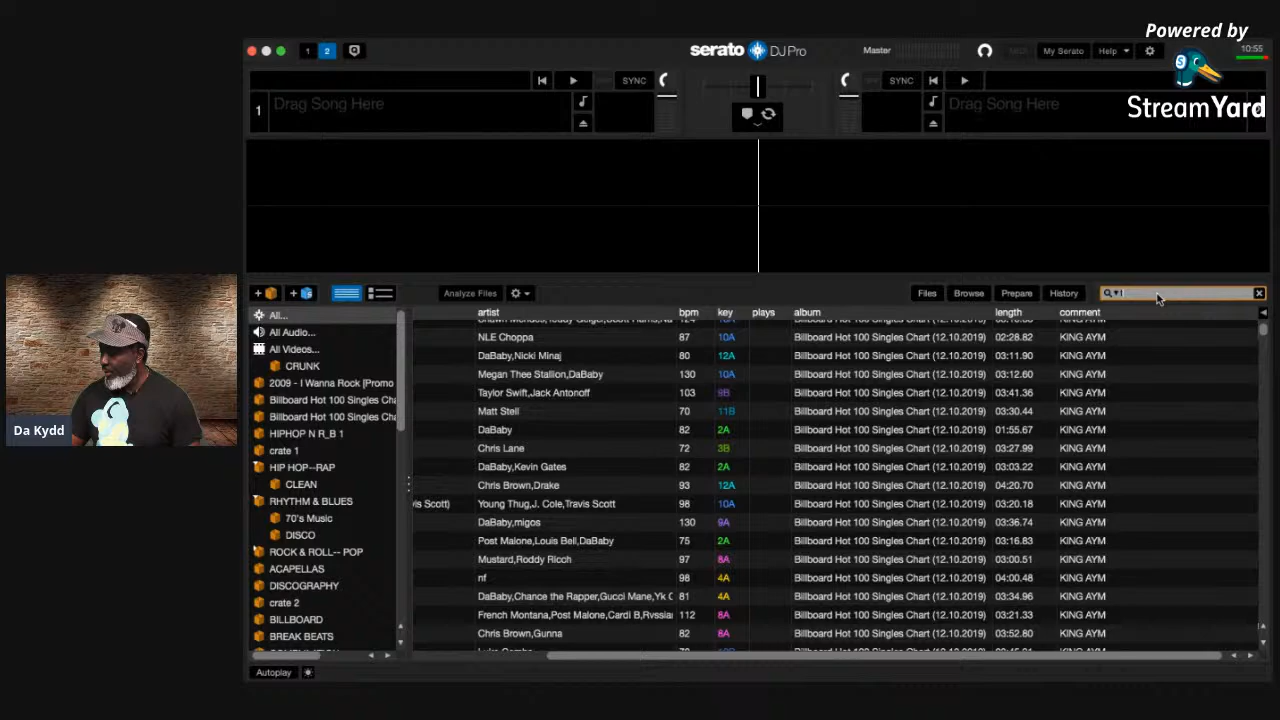 Powered by
StreamYard
1 2
serato DJ Pro
Master
MIDI
My Serato
Help
10:55
SYNC
SYNC
1
Drag Song Here
Drag Song Here
Analyze Files
Files
Browse
Prepare
History
artist bpm key plays album length comment
All...
All Audio...
All Videos...
CRUNK
2009 - I Wanna Rock [Promo
Billboard Hot 100 Singles Cha
Billboard Hot 100 Singles Cha
HIPHOP N R_B 1
crate 1
HIP HOP--RAP
CLEAN
RHYTHM & BLUES
70's Music
DISCO
ROCK & ROLL-- POP
ACAPELLAS
DISCOGRAPHY
crate 2
BILLBOARD
BREAK BEATS
NLE Choppa 87 10A Billboard Hot 100 Singles Chart (12.10.2019) 02:28.82 KING AYM
DaBaby,Nicki Minaj 80 12A Billboard Hot 100 Singles Chart (12.10.2019) 03:11.90 KING AYM
Megan Thee Stallion,DaBaby 130 10A Billboard Hot 100 Singles Chart (12.10.2019) 03:12.60 KING AYM
Taylor Swift,Jack Antonoff 103 9B Billboard Hot 100 Singles Chart (12.10.2019) 03:41.36 KING AYM
Matt Stell 70 11B Billboard Hot 100 Singles Chart (12.10.2019) 03:30.44 KING AYM
DaBaby 82 2A Billboard Hot 100 Singles Chart (12.10.2019) 01:55.67 KING AYM
Chris Lane 72 3B Billboard Hot 100 Singles Chart (12.10.2019) 03:27.99 KING AYM
DaBaby,Kevin Gates 82 2A Billboard Hot 100 Singles Chart (12.10.2019) 03:03.22 KING AYM
Chris Brown,Drake 93 12A Billboard Hot 100 Singles Chart (12.10.2019) 04:20.70 KING AYM
vis Scott) Young Thug,J. Cole,Travis Scott 98 10A Billboard Hot 100 Singles Chart (12.10.2019) 03:20.18 KING AYM
DaBaby,migos 130 9A Billboard Hot 100 Singles Chart (12.10.2019) 03:36.74 KING AYM
Post Malone,Louis Bell,DaBaby 75 2A Billboard Hot 100 Singles Chart (12.10.2019) 03:16.83 KING AYM
Mustard,Roddy Ricch 97 8A Billboard Hot 100 Singles Chart (12.10.2019) 03:00.51 KING AYM
nf 98 4A Billboard Hot 100 Singles Chart (12.10.2019) 04:00.48 KING AYM
DaBaby,Chance the Rapper,Gucci Mane,Yk 81 4A Billboard Hot 100 Singles Chart (12.10.2019) 03:34.96 KING AYM
French Montana,Post Malone,Cardi B,Rvssian 112 8A Billboard Hot 100 Singles Chart (12.10.2019) 03:21.33 KING AYM
Chris Brown,Gunna 82 8A Billboard Hot 100 Singles Chart (12.10.2019) 03:52.80 KING AYM
Autoplay
Da Kydd